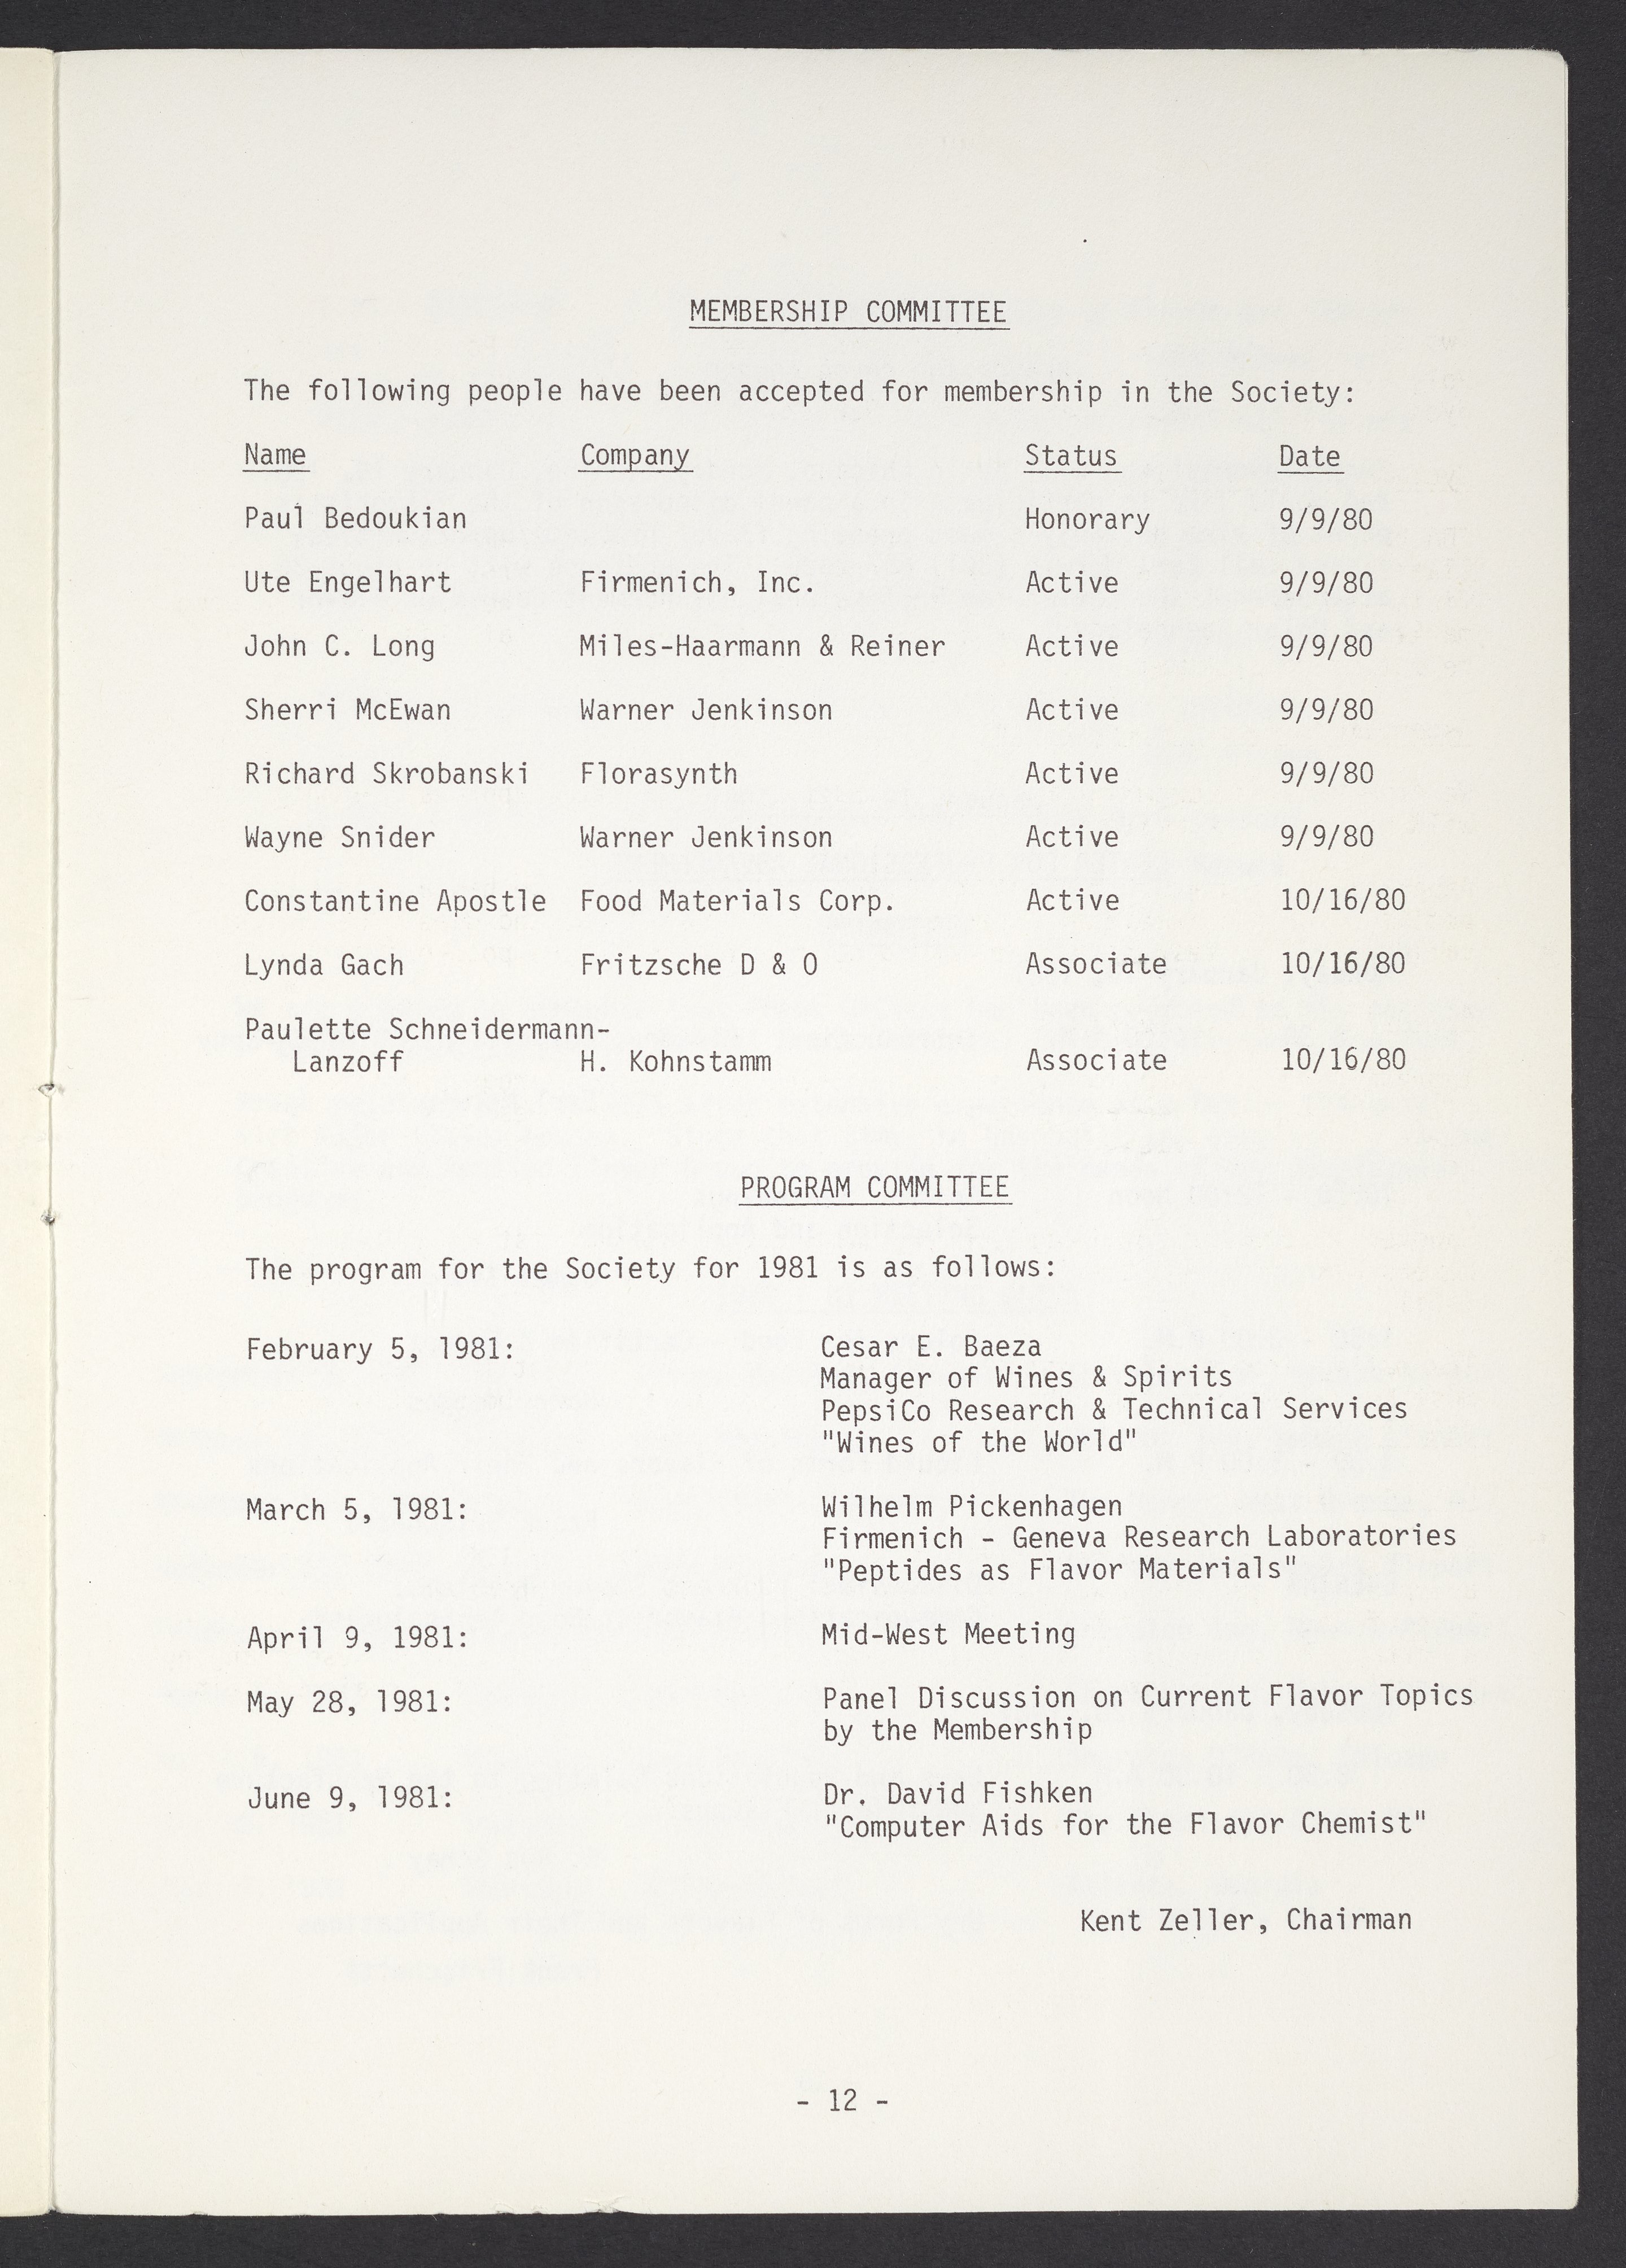 MEMBERSHIP COMMITTEE
The following people have been accepted for membership in the Society:
Name Company Status Date
Paul Bedoukian Honorary 9/9/80
Ute Engelhart Firmenich, Inc. Active 9/9/80
John C. Long Miles-Haarmann & Reiner Active 9/9/80
Sherri McEwan Warner Jenkinson Active 9/9/80
Richard Skrobanski Florasynth Active 9/9/80
Wayne Snider Warner Jenkinson Active 9/9/80
Constantine Apostle Food Materials Corp. Active 10/16/80
Lynda Gach Fritzsche D & O Associate 10/16/80
Paulette Schneidermann-
Lanzoff H. Kohnstamm Associate 10/16/80
PROGRAM COMMITTEE
The program for the Society for 1981 is as follows:
February 5, 1981: Cesar E. Baeza
Manager of Wines & Spirits
PepsiCo Research & Technical Services
"Wines of the World"
March 5, 1981: Wilhelm Pickenhagen
Firmenich - Geneva Research Laboratories
"Peptides as Flavor Materials"
April 9, 1981: Mid-West Meeting
May 28, 1981: Panel Discussion on Current Flavor Topics
by the Membership
June 9, 1981: Dr. David Fishken
"Computer Aids for the Flavor Chemist"
Kent Zeller, Chairman
- 12 -